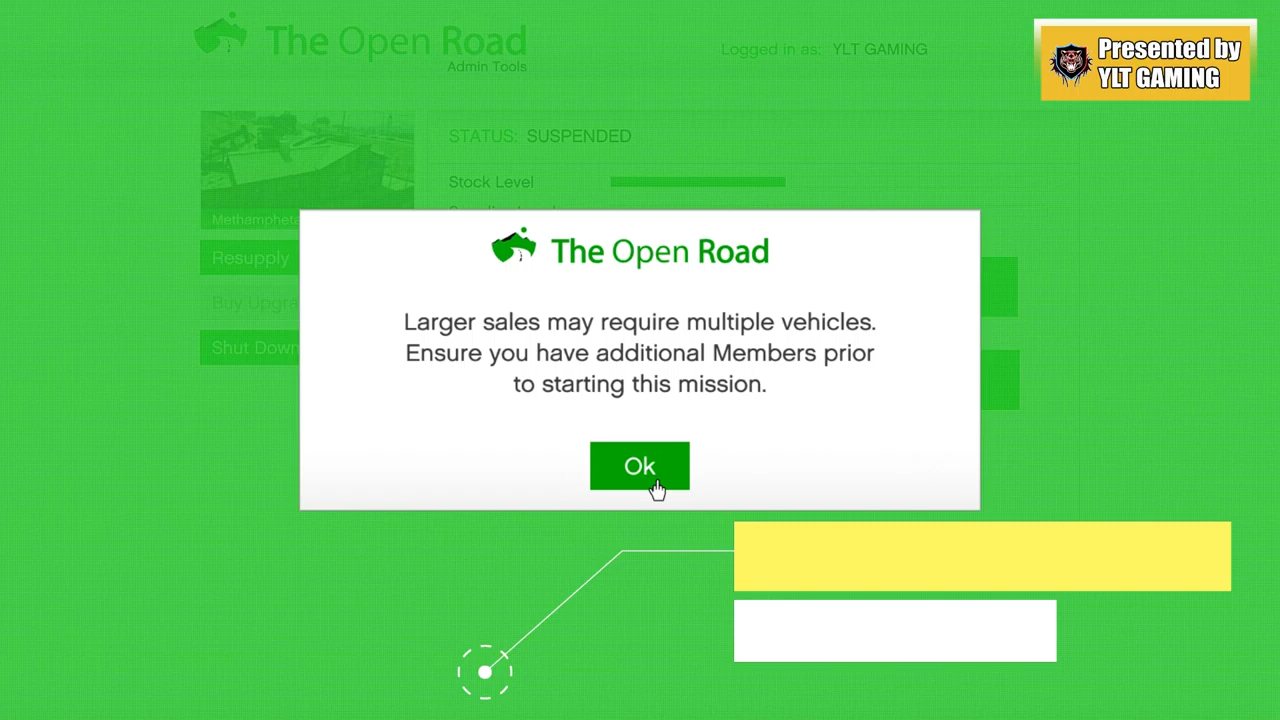 The Open Road
Admin Tools
Logged in as: YLT GAMING
Presented by
YLT GAMING
STATUS: SUSPENDED
Stock Level
Resupply
Shut Down
The Open Road
Larger sales may require multiple vehicles.
Ensure you have additional Members prior
to starting this mission.
Ok